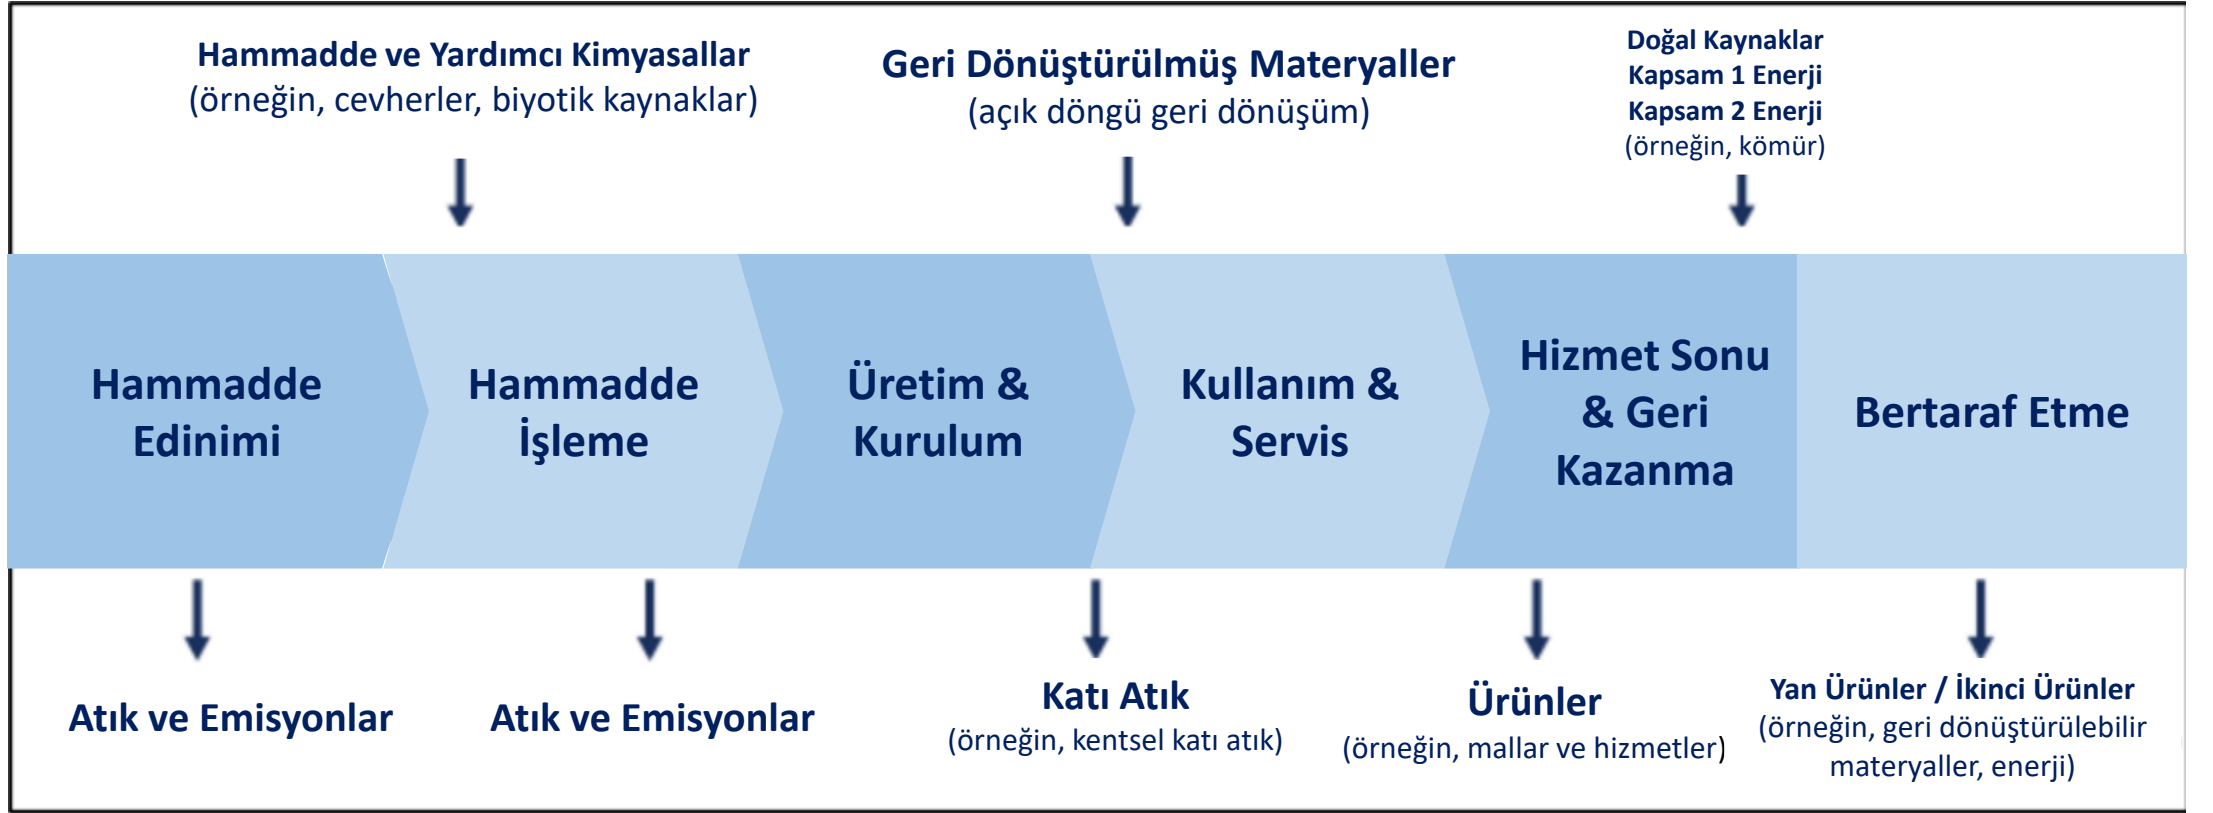 Hammadde ve Yardımcı Kimyasallar
(örneğin, cevherler, biyotik kaynaklar)
Geri Dönüştürülmüş Materyaller
(açık döngü geri dönüşüm)
Doğal Kaynaklar
Kapsam 1 Enerji
Kapsam 2 Enerji
(örneğin, kömür)
Hammadde
Edinimi
Hammadde
İşleme
Üretim &
Kurulum
Kullanım &
Servis
Hizmet Sonu
& Geri
Kazanma
Bertaraf Etme
Atık ve Emisyonlar
Atık ve Emisyonlar
Katı Atık
(örneğin, kentsel katı atık)
Ürünler
(örneğin, mallar ve hizmetler)
Yan Ürünler / İkinci Ürünler
(örneğin, geri dönüştürülebilir
materyaller, enerji)